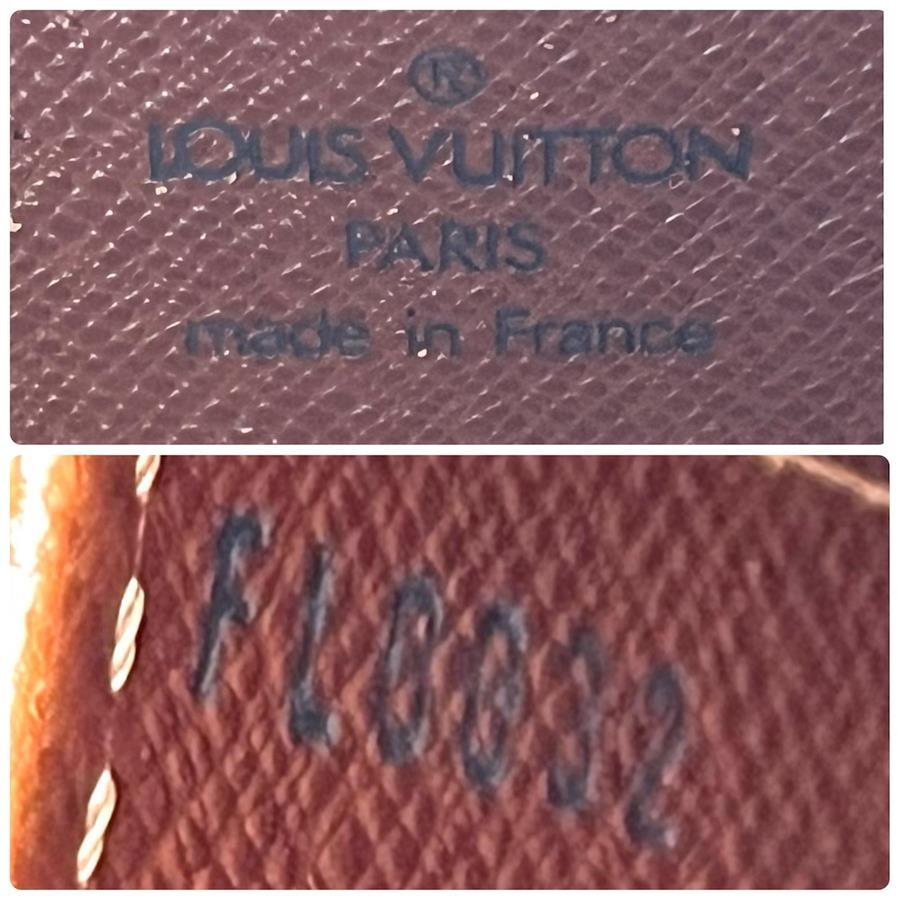 ®
LOUIS VUITTON
PARIS
made in France
FL0032